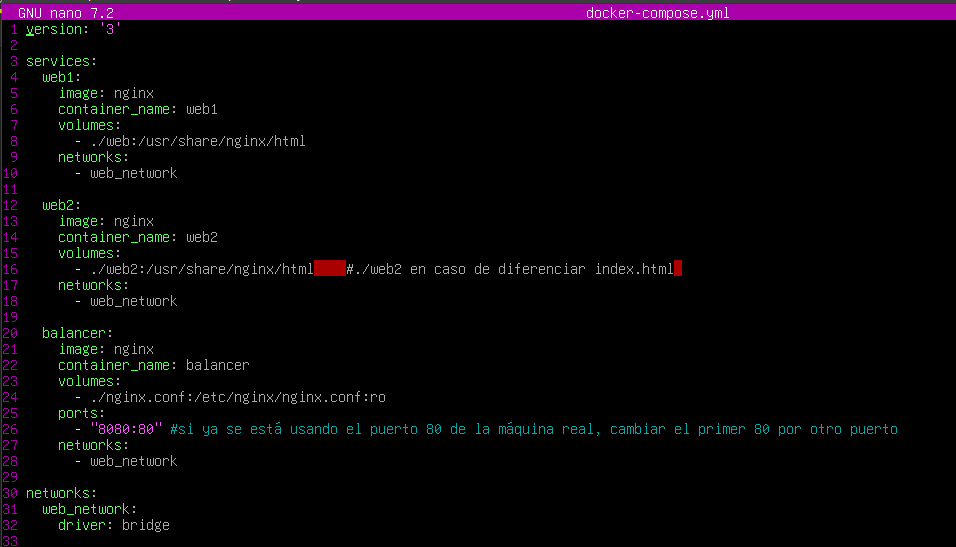 GNU nano 7.2 docker-compose.yml
1 version: '3'
2
3 services:
4   web1:
5     image: nginx
6     container_name: web1
7     volumes:
8       - ./web:/usr/share/nginx/html
9     networks:
10       - web_network
11
12   web2:
13     image: nginx
14     container_name: web2
15     volumes:
16       - ./web2:/usr/share/nginx/html    #./web2 en caso de diferenciar index.html
17     networks:
18       - web_network
19
20   balancer:
21     image: nginx
22     container_name: balancer
23     volumes:
24       - ./nginx.conf:/etc/nginx/nginx.conf:ro
25     ports:
26       - "8080:80" #si ya se está usando el puerto 80 de la máquina real, cambiar el primer 80 por otro puerto
27     networks:
28       - web_network
29
30 networks:
31   web_network:
32     driver: bridge
33